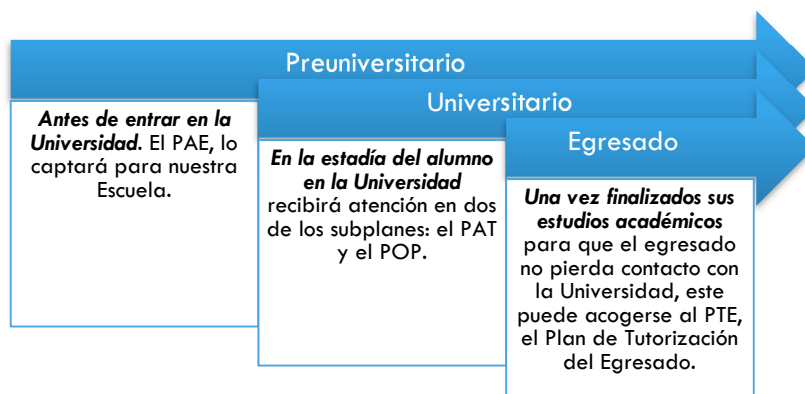 Preuniversitario
Antes de entrar en la
Universidad. El PAE, lo
captará para nuestra
Escuela.
Universitario
En la estadía del alumno
en la Universidad
recibirá atención en dos
de los subplanes: el PAT
y el POP.
Egresado
Una vez finalizados sus
estudios académicos
para que el egresado
no pierda contacto con
la Universidad, este
puede acogerse al PTE,
el Plan de Tutorización
del Egresado.